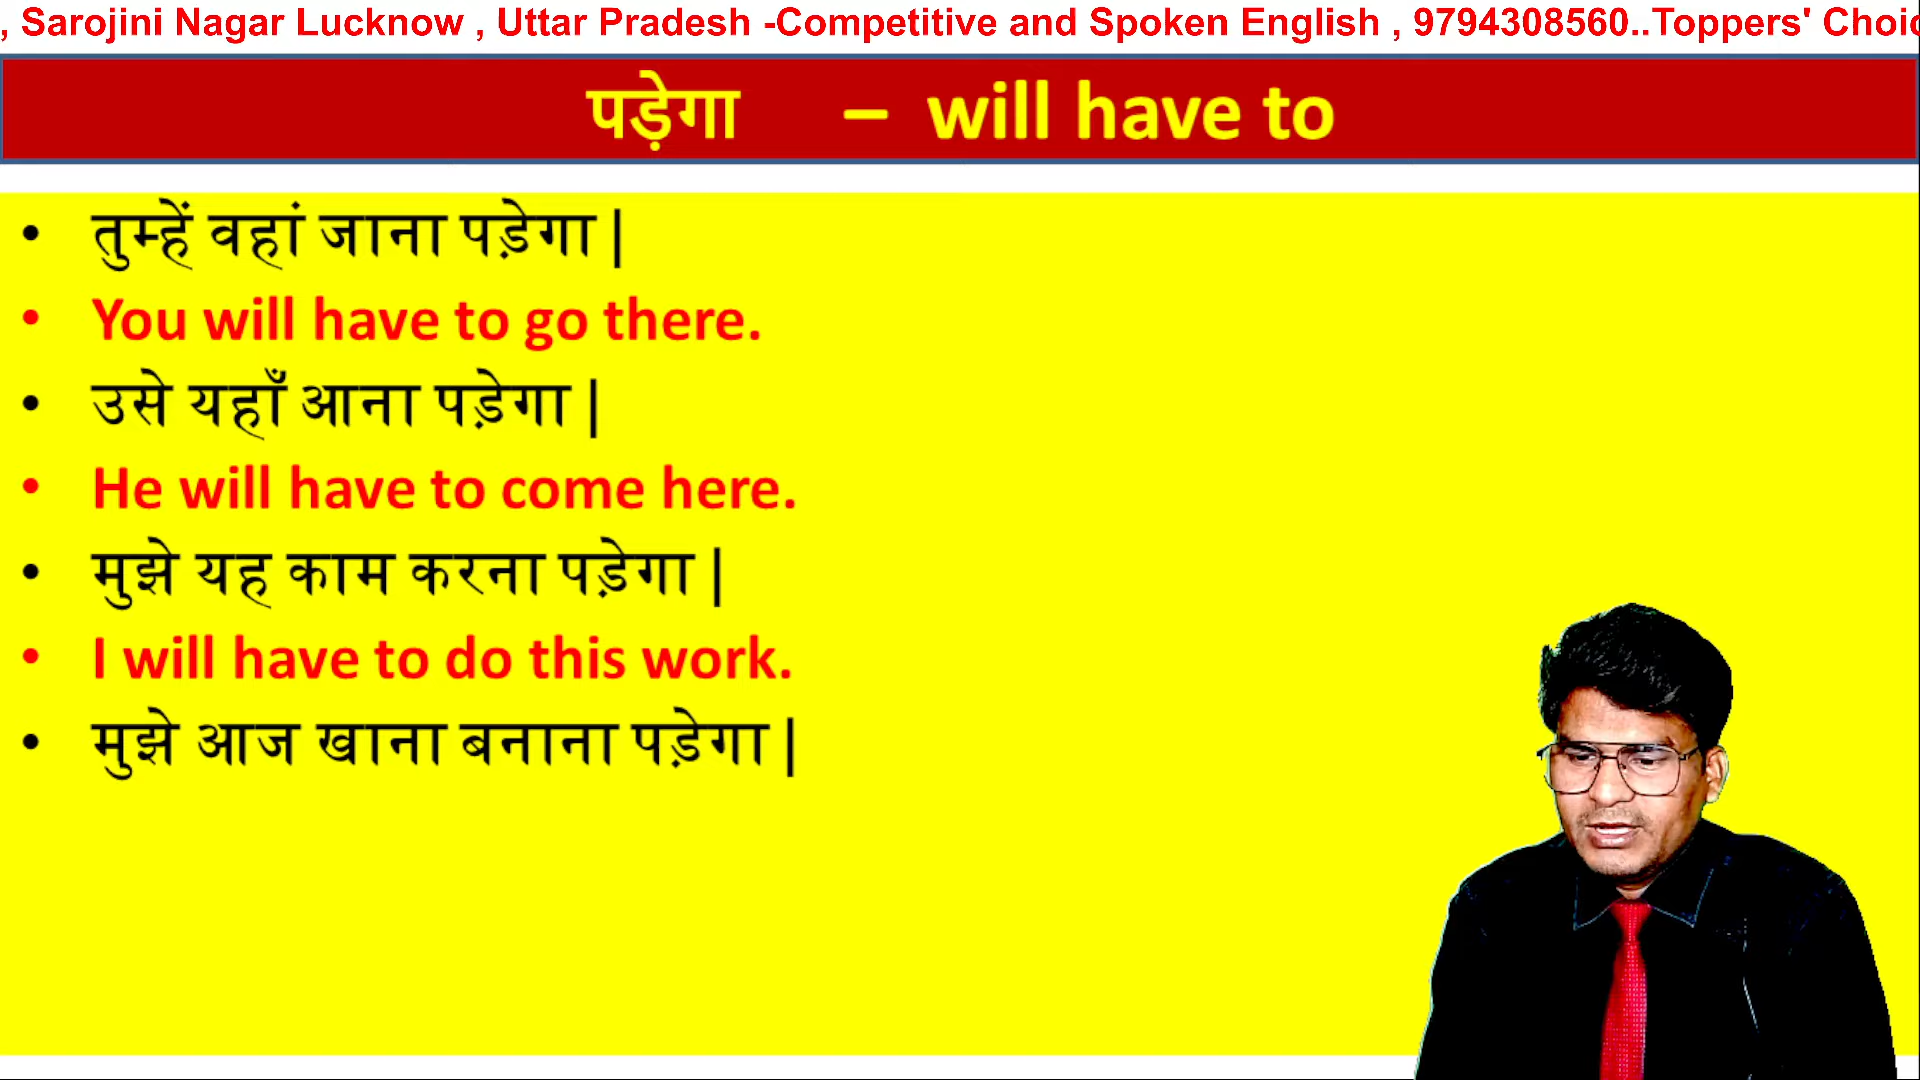 , Sarojini Nagar Lucknow , Uttar Pradesh -Competitive and Spoken English , 9794308560..Toppers' Choic
पड़ेगा – will have to
• तुम्हें वहां जाना पड़ेगा|
• You will have to go there.
• उसे यहाँ आना पड़ेगा|
• He will have to come here.
• मुझे यह काम करना पड़ेगा|
• I will have to do this work.
• मुझे आज खाना बनाना पड़ेगा|